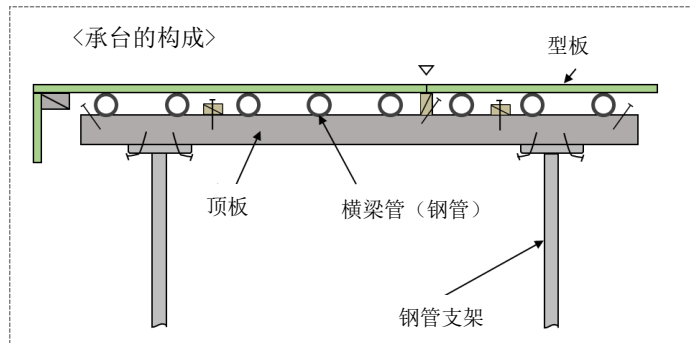 <承台的构成>
型板
顶板
横梁管（钢管）
钢管支架